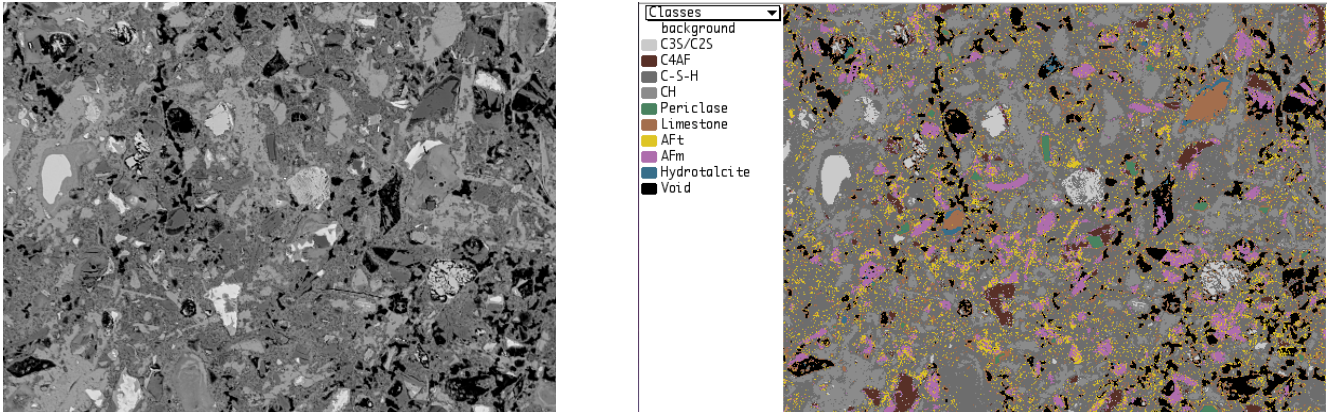 Classes
background
C3S/C2S
C4AF
C-S-H
CH
Periclase
Limestone
AFt
AFm
Hydrotalcite
Void